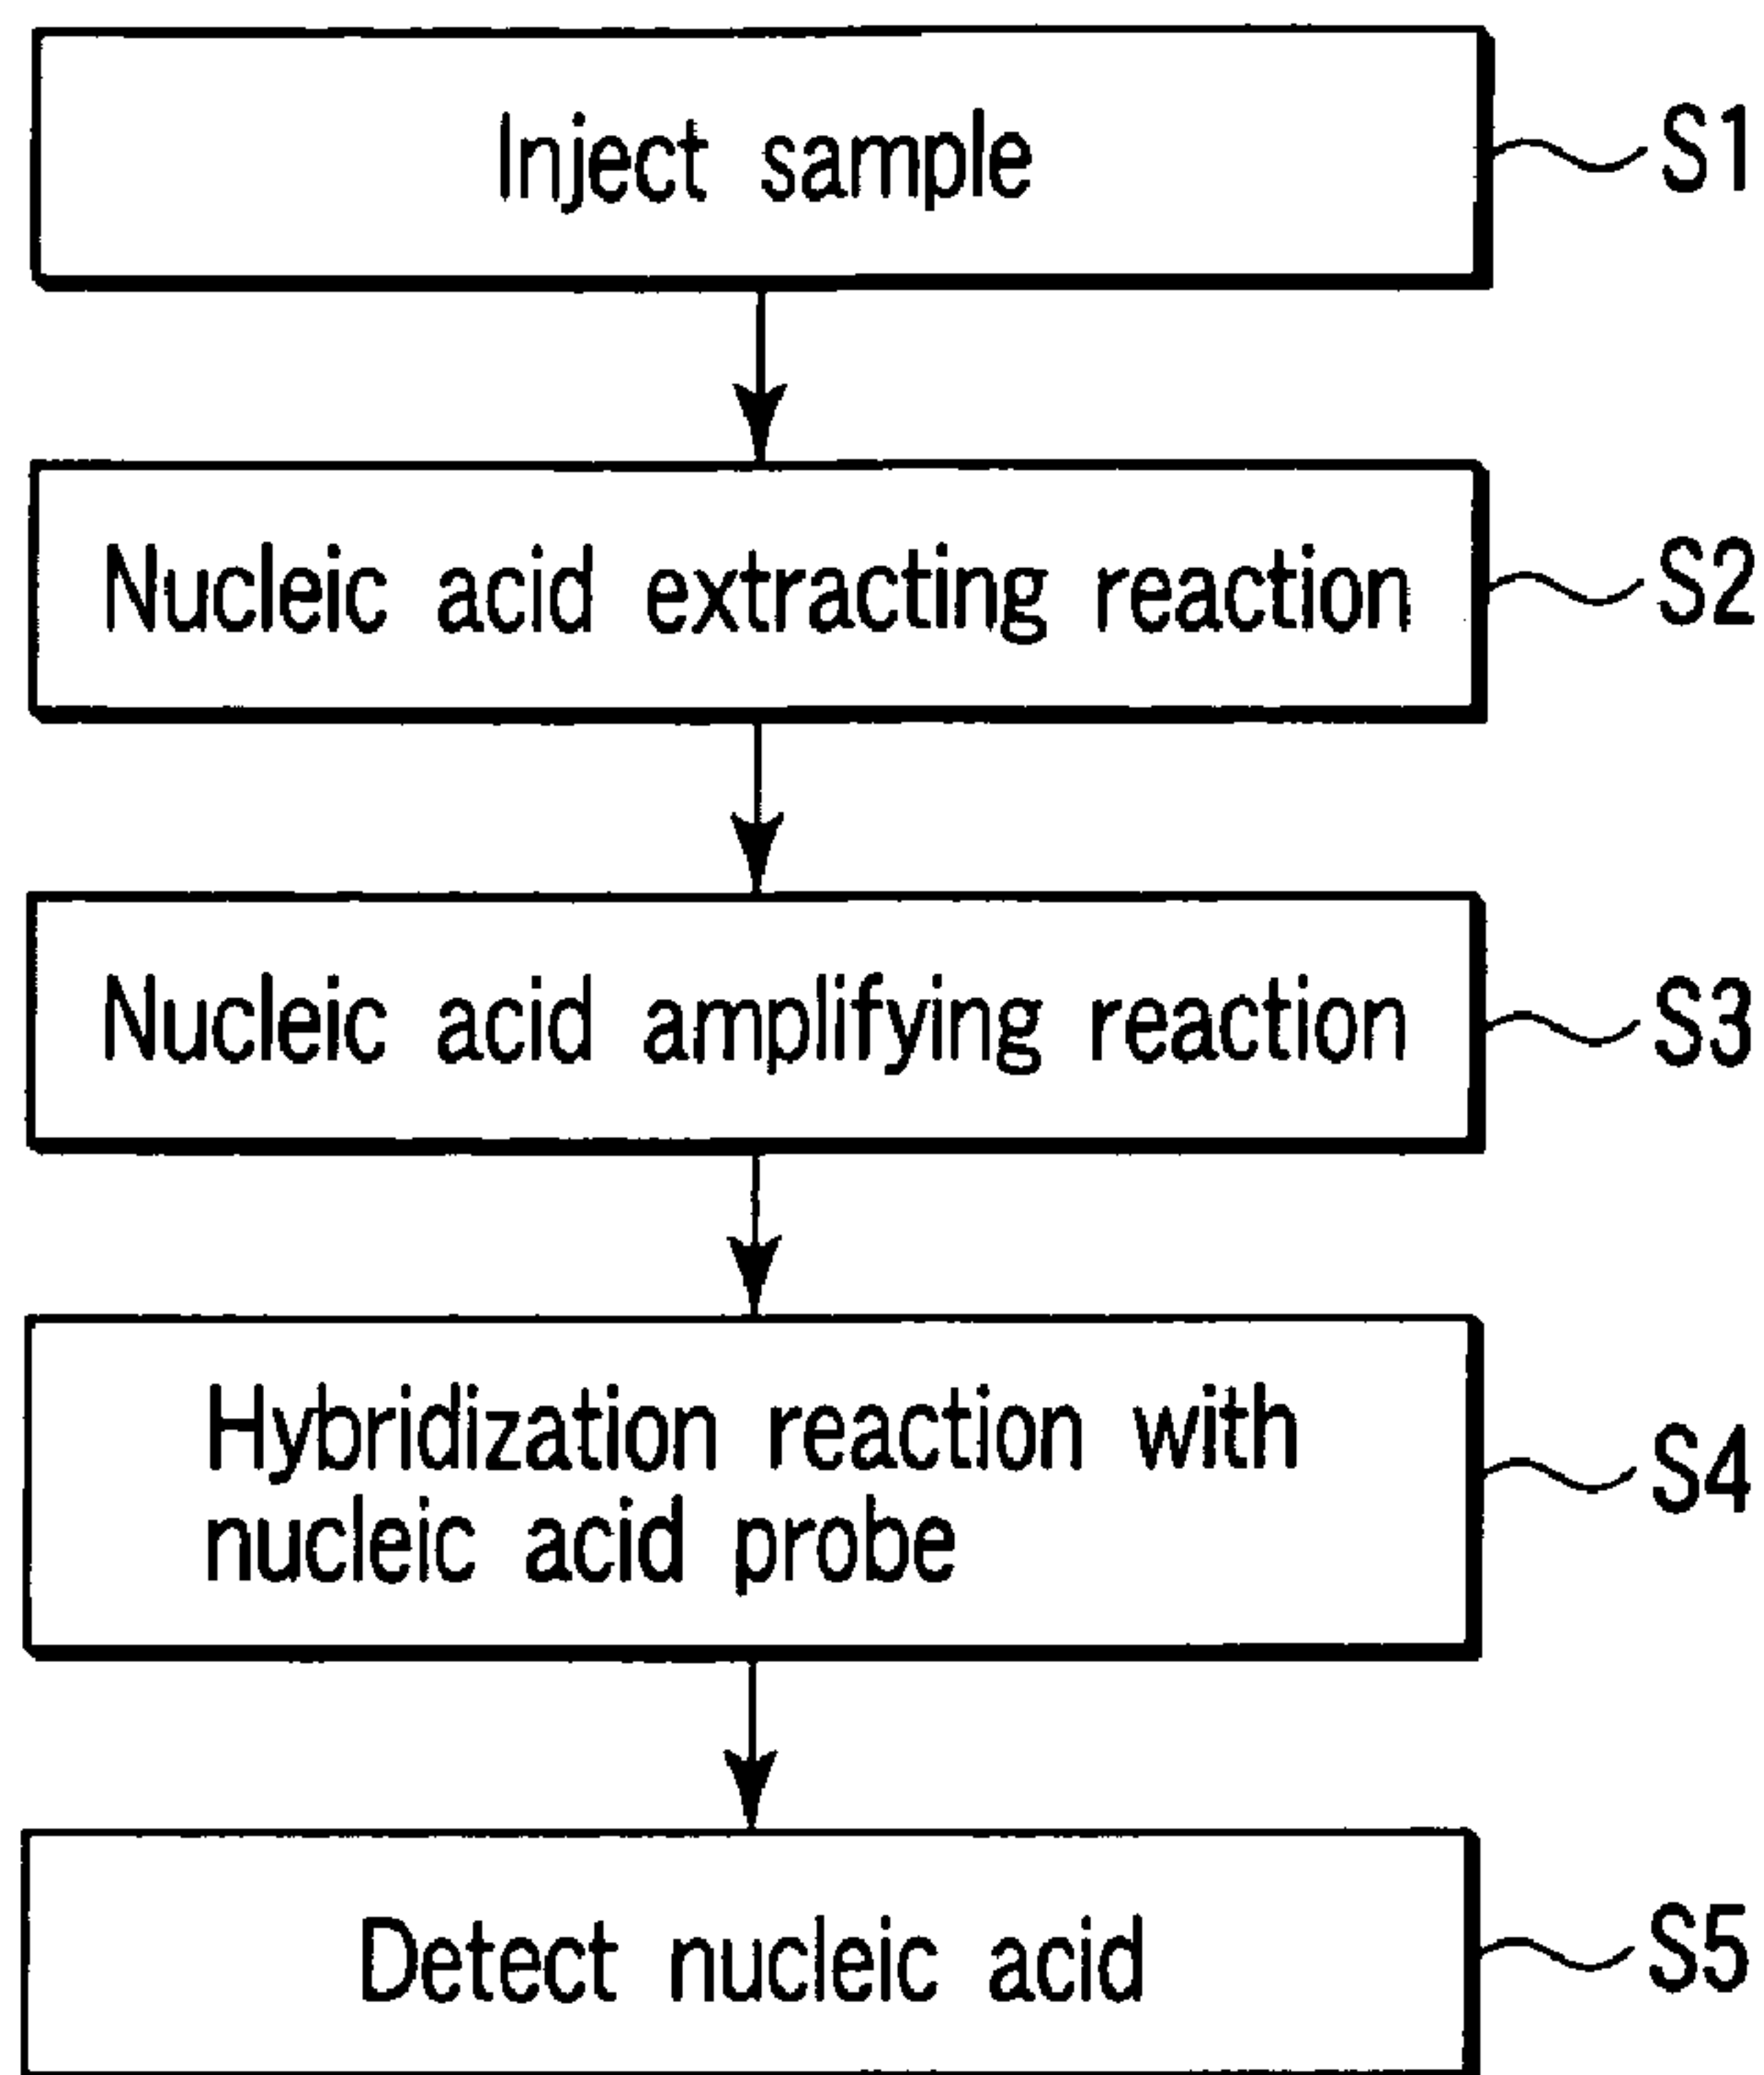 Inject sample S1
Nucleic acid extracting reaction S2
Nucleic acid amplifying reaction S3
Hybridization reaction with
nucleic acid probe S4
Detect nucleic acid S5